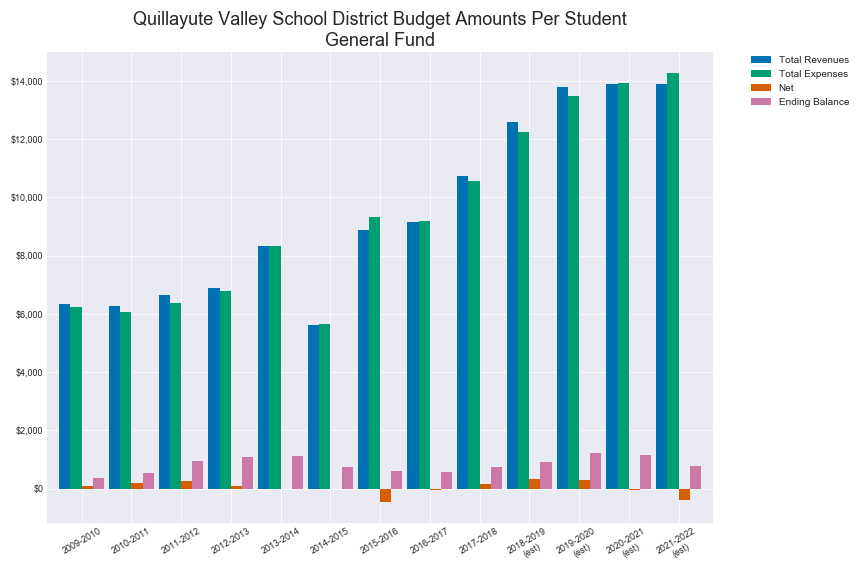 Quillayute Valley School District Budget Amounts Per Student
General Fund
Total Revenues
Total Expenses
Net
Ending Balance
$14,000
$12,000
$10,000
$8,000
$6,000
$4,000
$2,000
$0
2009-2010
2010-2011
2011-2012
2012-2013
2013-2014
2014-2015
2015-2016
2016-2017
2017-2018
2018-2019
(est)
2019-2020
(est)
2020-2021
(est)
2021-2022
(est)